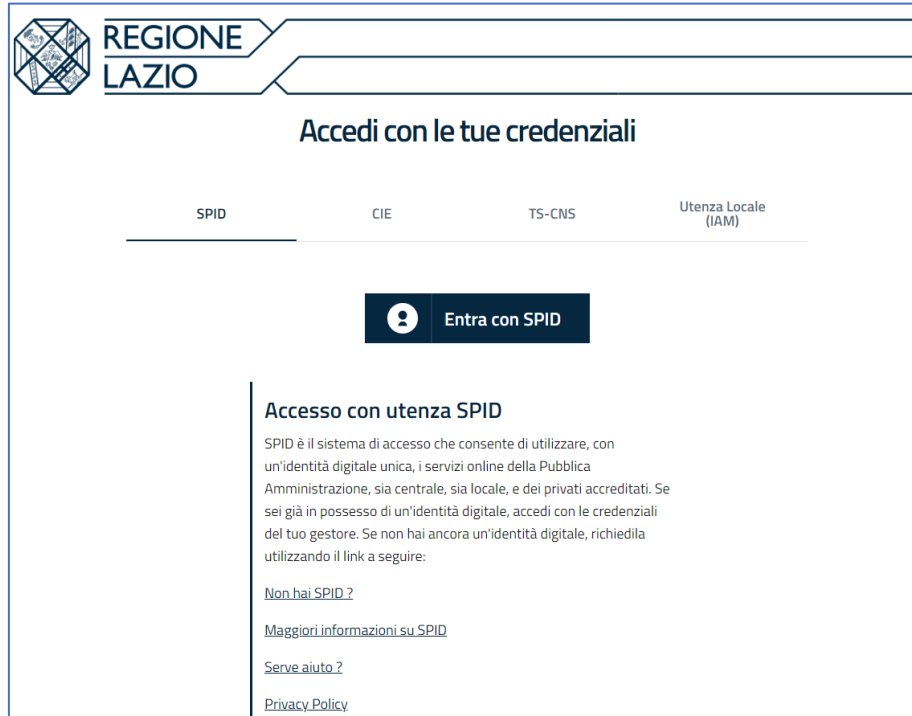 REGIONE
LAZIO
Accedi con le tue credenziali
SPID
CIE
TS-CNS
Utenza Locale
(IAM)
Entra con SPID
Accesso con utenza SPID
SPID è il sistema di accesso che consente di utilizzare, con
un'identità digitale unica, i servizi online della Pubblica
Amministrazione, sia centrale, sia locale, e dei privati accreditati. Se
sei già in possesso di un'identità digitale, accedi con le credenziali
del tuo gestore. Se non hai ancora un'identità digitale, richiedila
utilizzando il link a seguire:
Non hai SPID ?
Maggiori informazioni su SPID
Serve aiuto ?
Privacy Policy